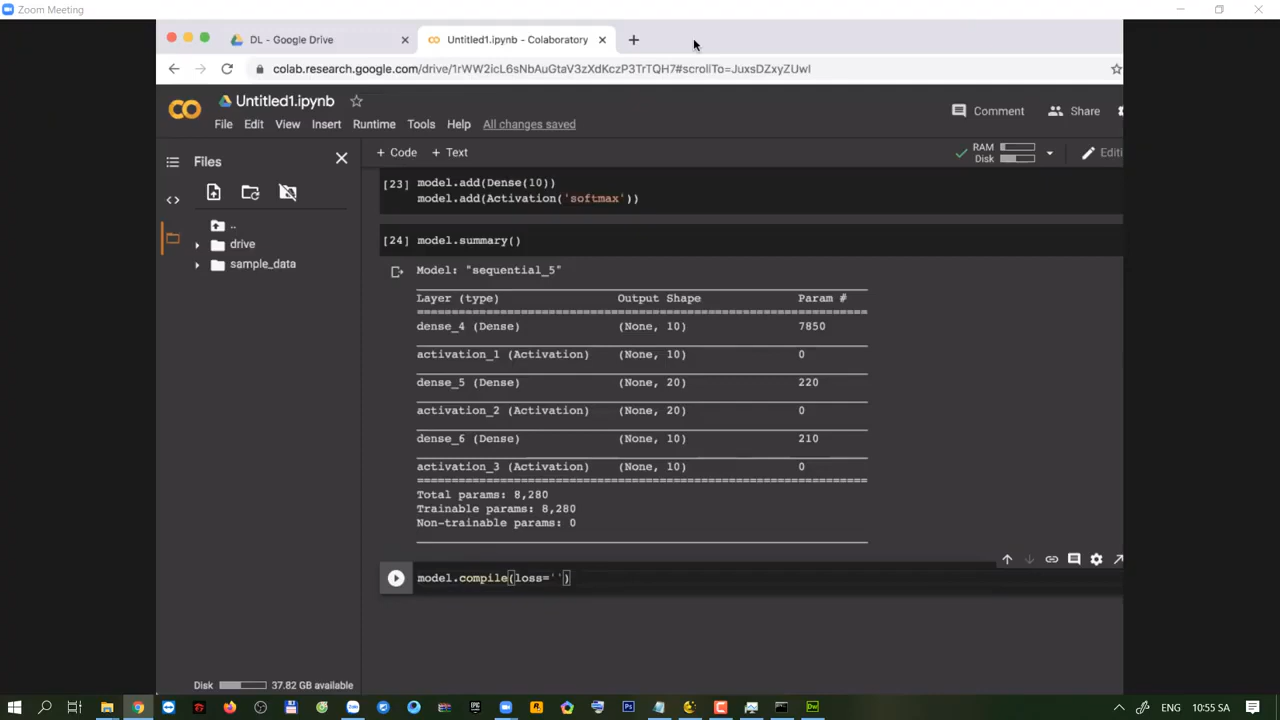 Zoom Meeting
DL - Google Drive
Untitled1.ipynb - Colaboratory
colab.research.google.com/drive/1rWW2icL6sNbAuGtaV3zXdKczP3TrTQH7#scrollTo=JuxsDZxyZUwI
Untitled1.ipynb
Comment
Share
File Edit View Insert Runtime Tools Help All changes saved
Files
+ Code + Text
RAM
Disk
Editi
..
drive
sample_data
[23] model.add(Dense(10))
model.add(Activation('softmax'))
[24] model.summary()
Model: "sequential_5"
Layer (type) Output Shape Param #
dense_4 (Dense) (None, 10) 7850
activation_1 (Activation) (None, 10) 0
dense_5 (Dense) (None, 20) 220
activation_2 (Activation) (None, 20) 0
dense_6 (Dense) (None, 10) 210
activation_3 (Activation) (None, 10) 0
Total params: 8,280
Trainable params: 8,280
Non-trainable params: 0
model.compile(loss='')
Disk 37.82 GB available
10:55 SA